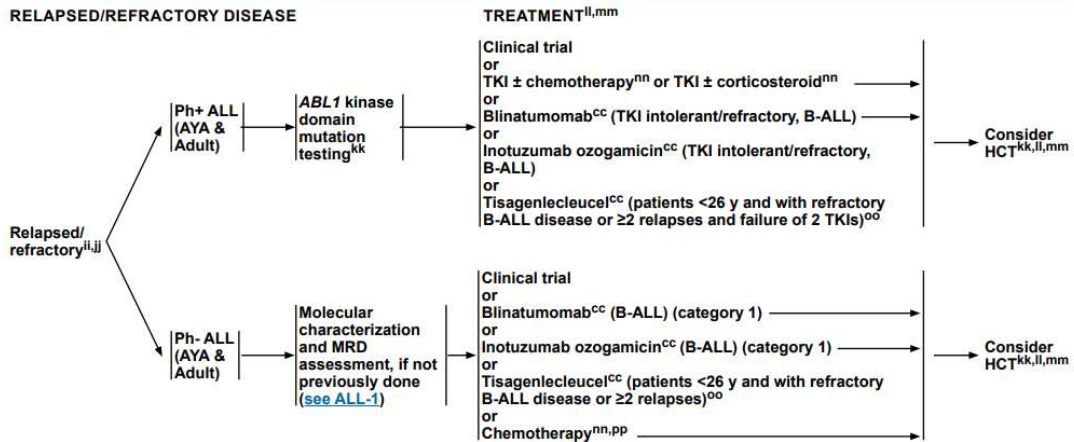 RELAPSED/REFRACTORY DISEASE
TREATMENTll,mm
Relapsed/
refractoryii,jj
Ph+ ALL
(AYA &
Adult)
ABL1 kinase
domain
mutation
testingkk
Clinical trial
or
TKI ± chemotherapynn or TKI ± corticosteroidnn
or
Blinatumomabcc (TKI intolerant/refractory, B-ALL)
or
Inotuzumab ozogamicincc (TKI intolerant/refractory,
B-ALL)
or
Tisagenlecleucelcc (patients <26 y and with refractory
B-ALL disease or ≥2 relapses and failure of 2 TKIs)oo
Consider
HCTkk,ll,mm
Ph- ALL
(AYA &
Adult)
Molecular
characterization
and MRD
assessment, if not
previously done
(see ALL-1)
Clinical trial
or
Blinatumomabcc (B-ALL) (category 1)
or
Inotuzumab ozogamicincc (B-ALL) (category 1)
or
Tisagenlecleucelcc (patients <26 y and with refractory
B-ALL disease or ≥2 relapses)oo
or
Chemotherapynn,pp
Consider
HCTkk,ll,mm